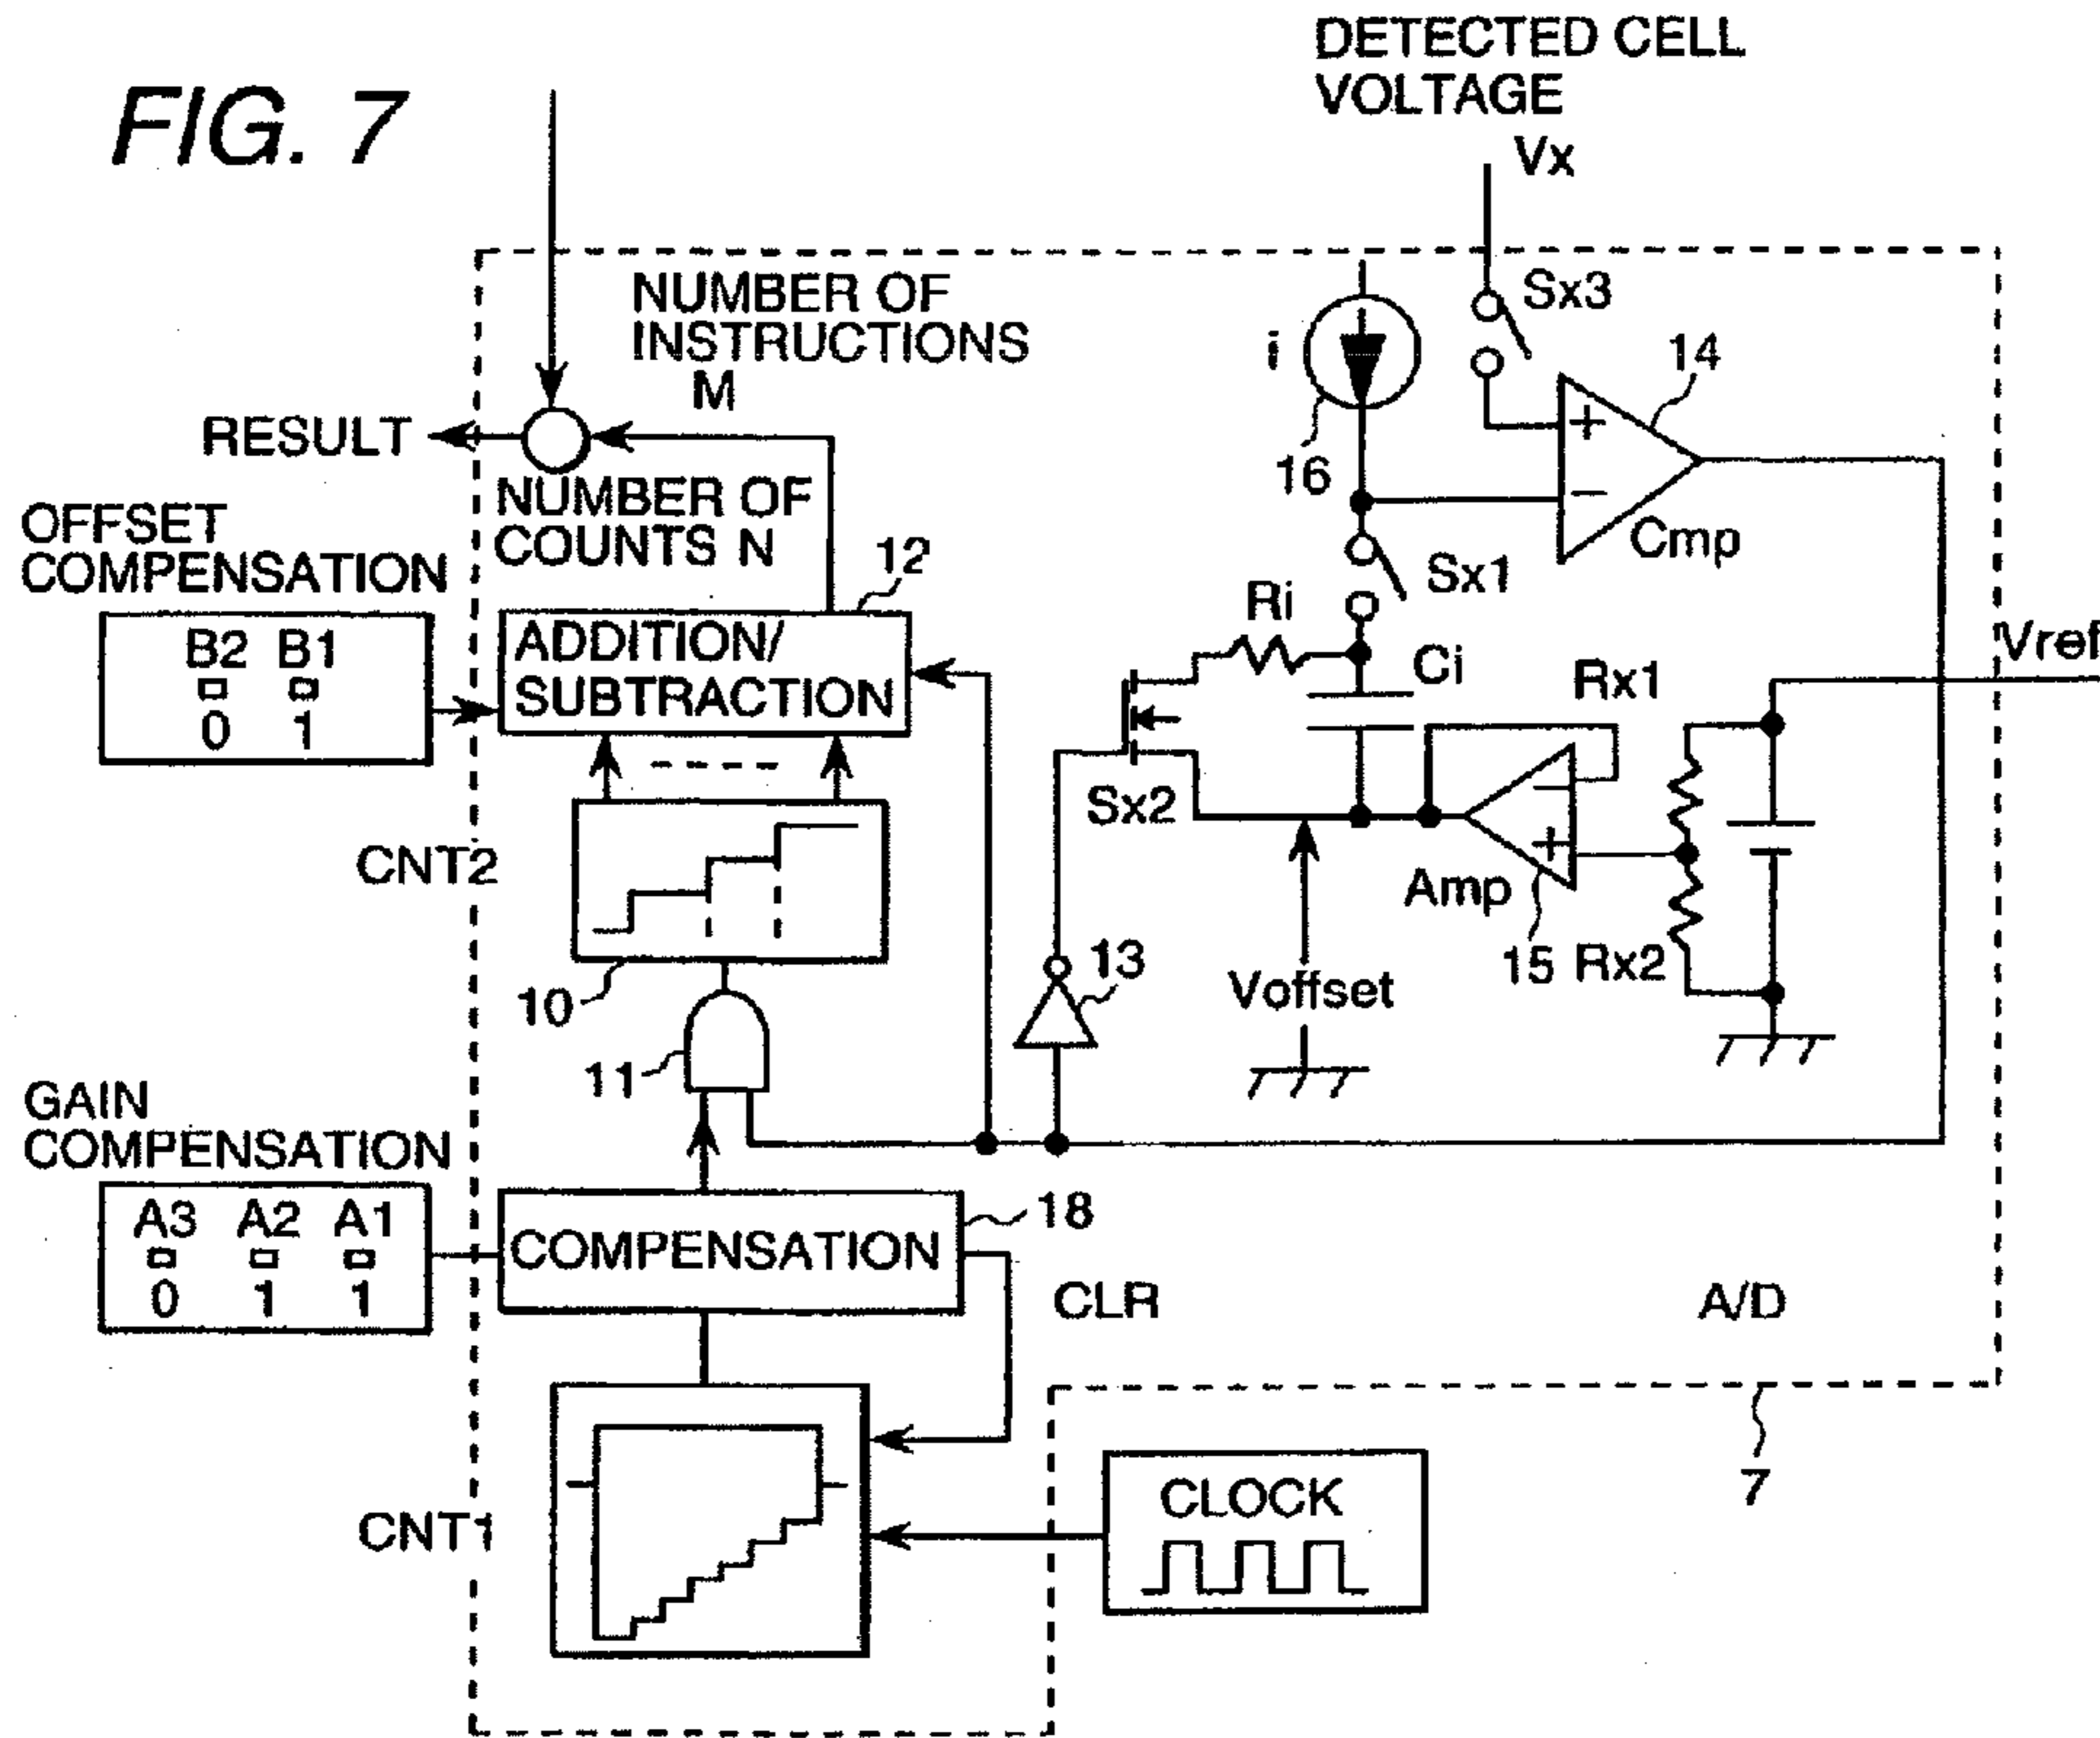 FIG. 7
DETECTED CELL
VOLTAGE
Vx
NUMBER OF
INSTRUCTIONS
M
Sx3
i
14
16
RESULT
+
−
Cmp
NUMBER OF
COUNTS N
OFFSET
COMPENSATION
12
Sx1
Ri
B2 B1
0 1
ADDITION/
SUBTRACTION
Ci
Rx1
Vref
Sx2
−
+
CNT2
Amp
15
Rx2
10
13
Voffset
11
GAIN
COMPENSATION
A3 A2 A1
0 1 1
COMPENSATION
18
CLR
A/D
7
CNT1
CLOCK